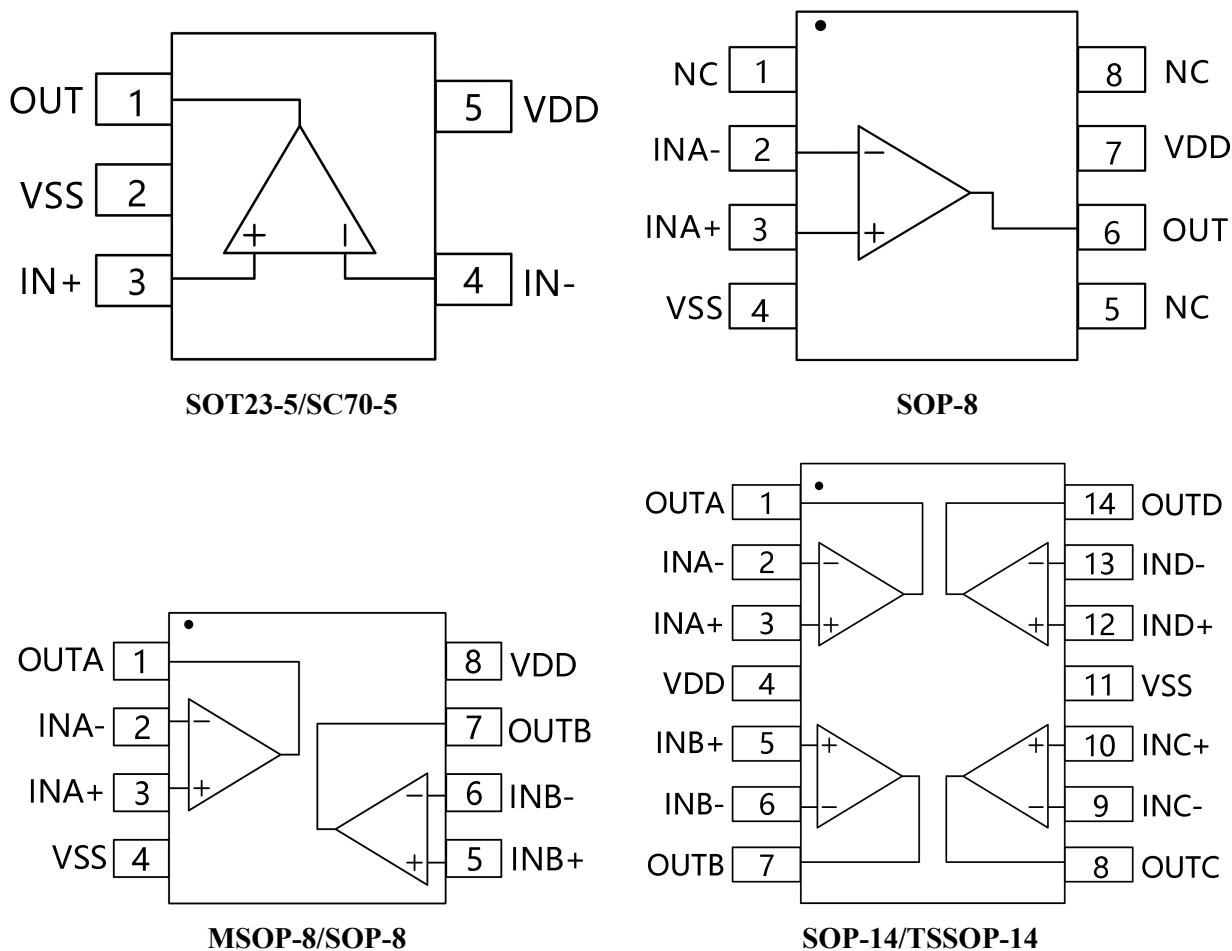 OUT 1
VSS 2
IN+ 3
5 VDD
4 IN-
+ −
SOT23-5/SC70-5
NC 1
INA- 2
INA+ 3
VSS 4
8 NC
7 VDD
6 OUT
5 NC
−
+
SOP-8
OUTA 1
INA- 2
INA+ 3
VSS 4
8 VDD
7 OUTB
6 INB-
5 INB+
−
+
−
+
MSOP-8/SOP-8
OUTA 1
INA- 2
INA+ 3
VDD 4
INB+ 5
INB- 6
OUTB 7
14 OUTD
13 IND-
12 IND+
11 VSS
10 INC+
9 INC-
8 OUTC
− −
+ +
+ +
− −
SOP-14/TSSOP-14